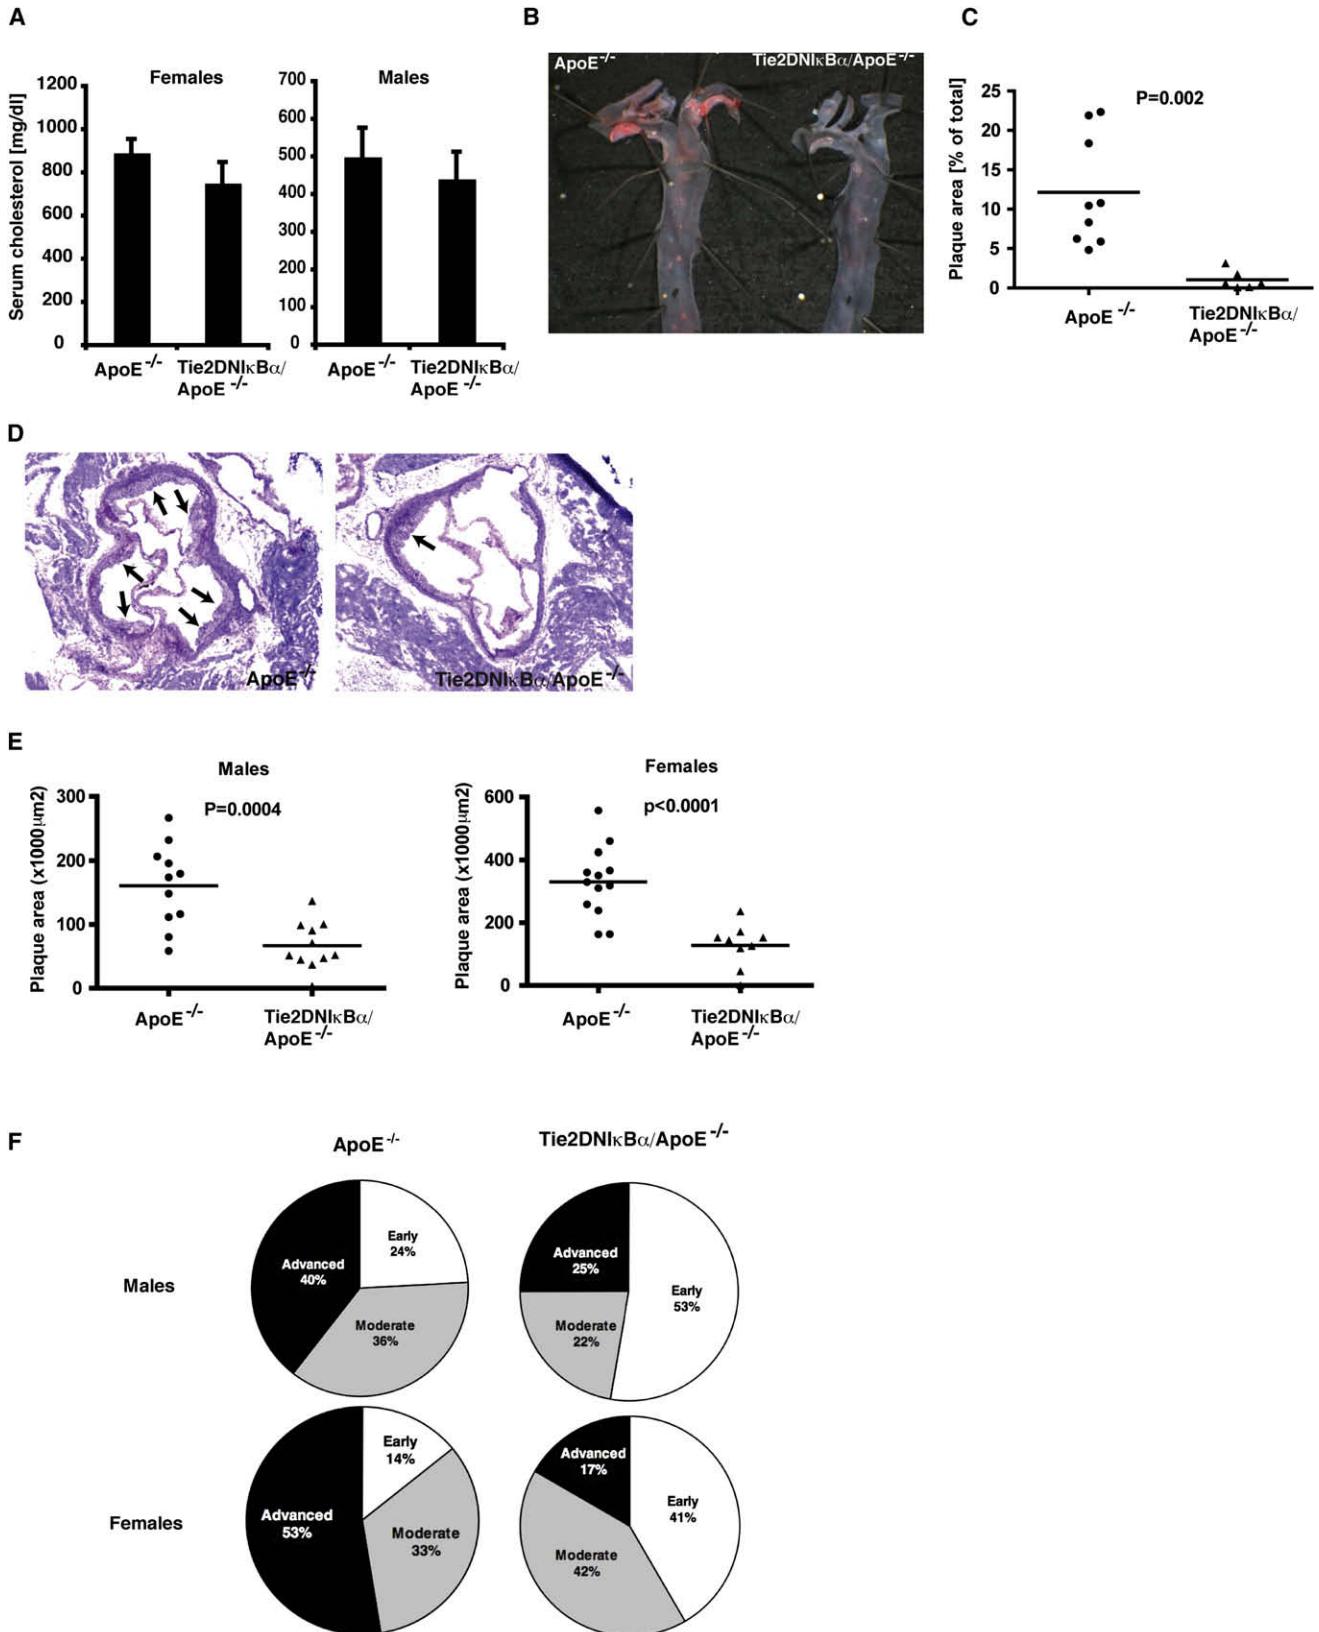 A
Females
Males
Serum cholesterol [mg/dl]
1200
1000
800
600
400
200
0
700
600
500
400
300
200
100
0
ApoE-/-
Tie2DNIκBα/
ApoE-/-
ApoE-/-
Tie2DNIκBα/
ApoE-/-
B
ApoE-/-
Tie2DNIκBα/ApoE-/-
C
P=0.002
Plaque area [% of total]
25
20
15
10
5
0
ApoE-/-
Tie2DNIκBα/
ApoE-/-
D
ApoE-/-
Tie2DNIκBα/ApoE-/-
E
Males
P=0.0004
Plaque area (x1000μm2)
300
200
100
0
ApoE-/-
Tie2DNIκBα/
ApoE-/-
Females
p<0.0001
Plaque area (x1000μm2)
600
400
200
0
ApoE-/-
Tie2DNIκBα/
ApoE-/-
F
ApoE-/-
Tie2DNIκBα/ApoE-/-
Males
Early
24%
Advanced
40%
Moderate
36%
Advanced
25%
Early
53%
Moderate
22%
Females
Early
14%
Advanced
53%
Moderate
33%
Advanced
17%
Early
41%
Moderate
42%